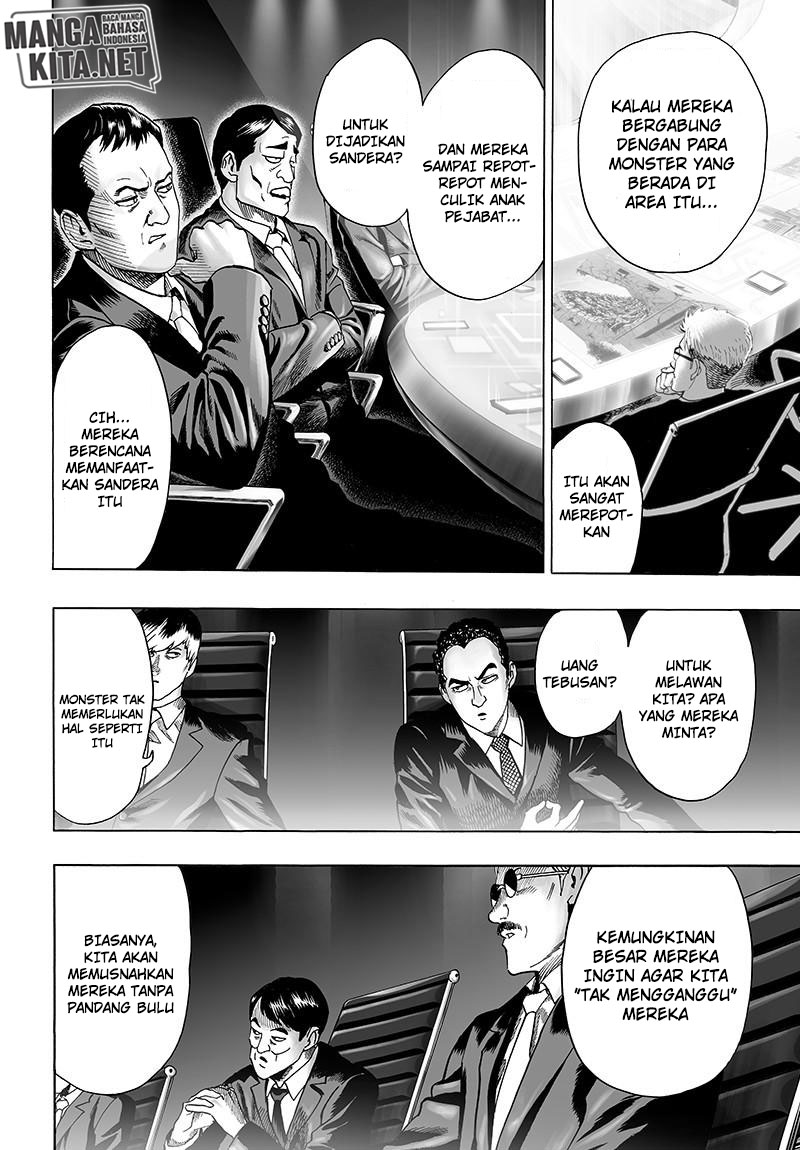 MANGA
KITA.NET
BACA MANGA
BAHASA
INDONESIA
KALAU MEREKA
BERGABUNG
DENGAN PARA
MONSTER YANG
BERADA DI
AREA ITU...
ITU AKAN
SANGAT
MEREPOT-
KAN
DAN MEREKA
SAMPAI REPOT-
REPOT MEN-
CULIK ANAK
PEJABAT...
UNTUK
DIJADIKAN
SANDERA?
CIH...
MEREKA
BERENCANA
MEMANFAAT-
KAN SANDERA
ITU
UNTUK
MELAWAN
KITA? APA
YANG MEREKA
MINTA?
UANG
TEBUSAN?
MONSTER TAK
MEMERLUKAN
HAL SEPERTI
ITU
KEMUNGKINAN
BESAR MEREKA
INGIN AGAR KITA
"TAK MENGGANGGU"
MEREKA
BIASANYA,
KITA AKAN
MEMUSNAHKAN
MEREKA TANPA
PANDANG BULU